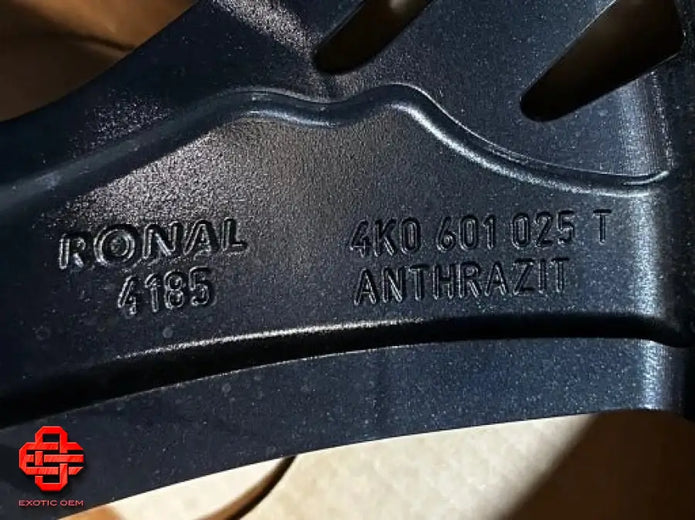 RONAL
4185
4K0 601 025 T
ANTHRAZIT
EXOTIC OEM